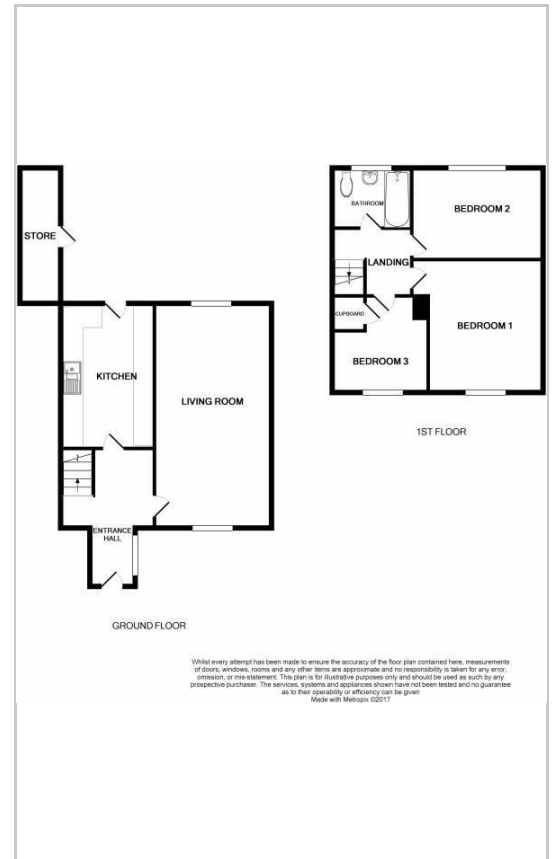 STORE
KITCHEN
LIVING ROOM
ENTRANCE
HALL
GROUND FLOOR
BATHROOM
BEDROOM 2
LANDING
CUPBOARD
BEDROOM 1
BEDROOM 3
1ST FLOOR
Whilst every attempt has been made to ensure the accuracy of the floor plan contained here, measurements
of doors, windows, rooms and any other items are approximate and no responsibility is taken for any error,
omission, or mis-statement. This plan is for illustrative purposes only and should be used as such by any
prospective purchaser. The services, systems and appliances shown have not been tested and no guarantee
as to their operability or efficiency can be given
Made with Metropix ©2017